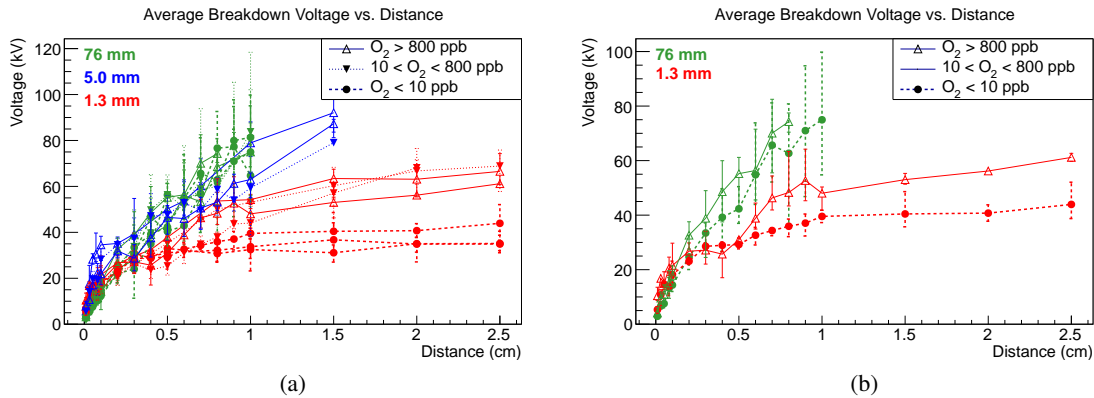 Average Breakdown Voltage vs. Distance
Voltage (kV)
120
100
80
60
40
20
0
76 mm
5.0 mm
1.3 mm
O₂ > 800 ppb
10 < O₂ < 800 ppb
O₂ < 10 ppb
0 0.5 1 1.5 2 2.5
Distance (cm)
(a)
Average Breakdown Voltage vs. Distance
Voltage (kV)
100
80
60
40
20
0
76 mm
1.3 mm
O₂ > 800 ppb
10 < O₂ < 800 ppb
O₂ < 10 ppb
0 0.5 1 1.5 2 2.5
Distance (cm)
(b)